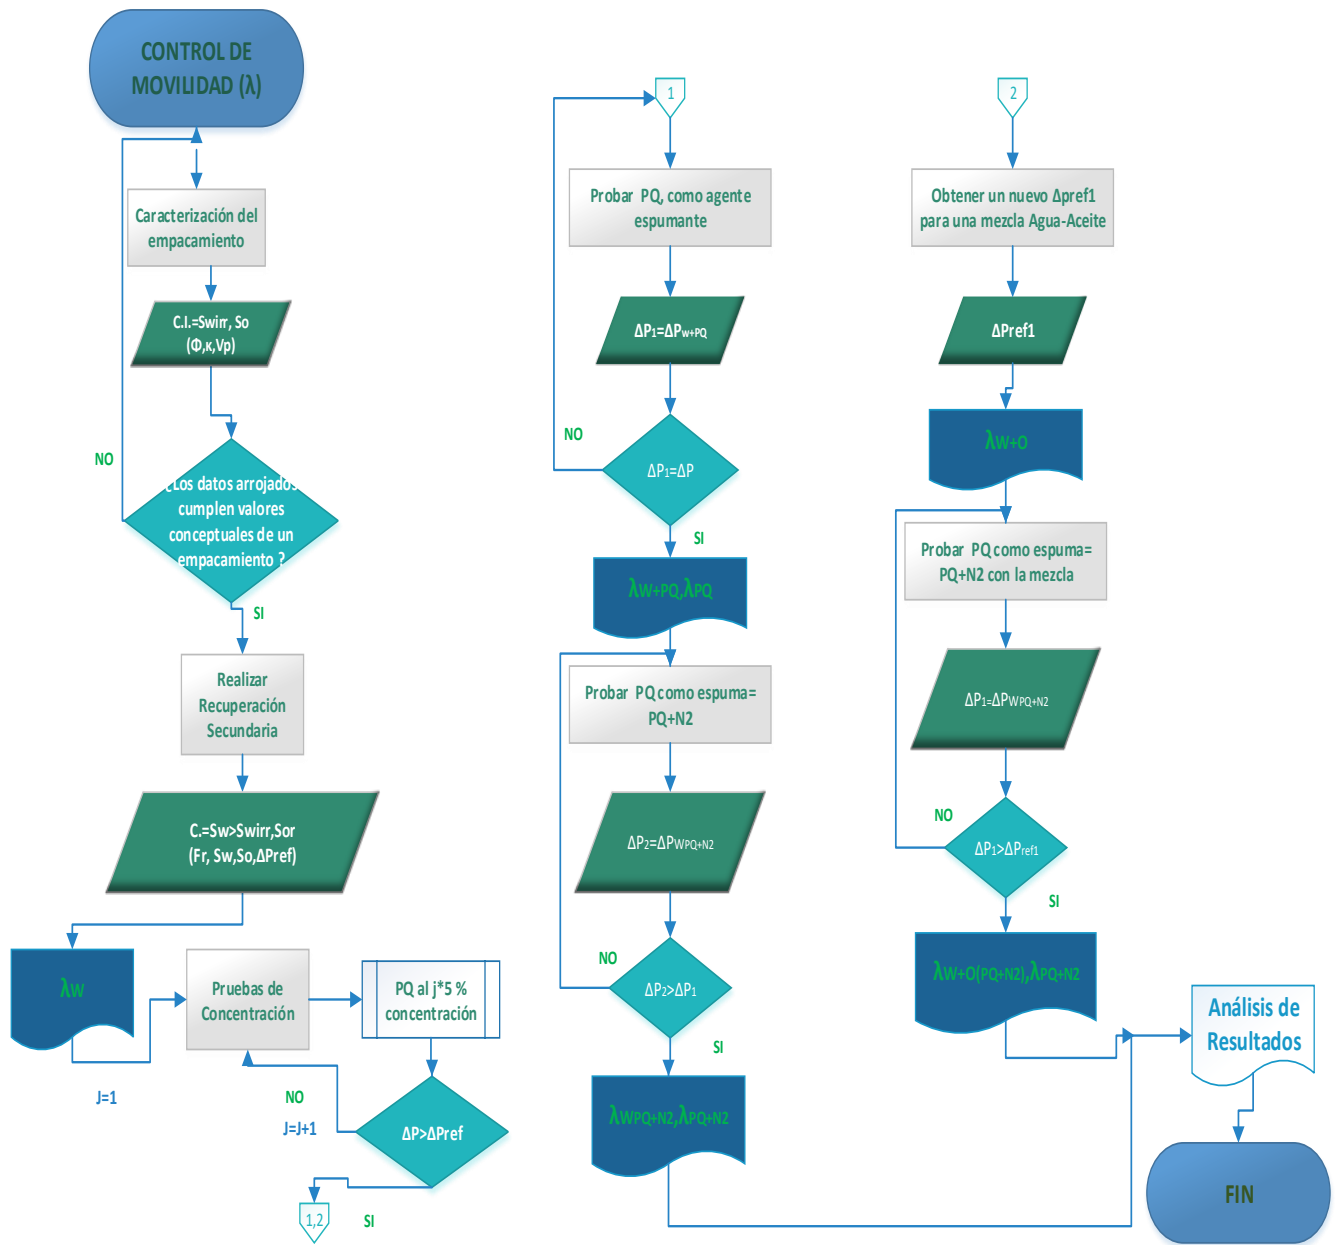 CONTROL DE
MOVILIDAD (λ)
Caracterización del
empacamiento
C.I.=Swirr, So
(Φ,κ,Vp)
NO
¿Los datos arrojados
cumplen valores
conceptuales de un
empacamiento ?
SI
Realizar
Recuperación
Secundaria
C.=Sw>Swirr,Sor
(Fr, Sw,So,ΔPref)
λw
J=1
Pruebas de
Concentración
PQ al j*5 %
concentración
NO
J=J+1
ΔP>ΔPref
SI
1,2
1
Probar PQ, como agente
espumante
ΔP1=ΔPw+PQ
NO
ΔP1=ΔP
SI
λw+PQ,λPQ
Probar PQ como espuma=
PQ+N2
ΔP2=ΔPWPQ+N2
NO
ΔP2>ΔP1
SI
λWPQ+N2,λPQ+N2
2
Obtener un nuevo Δpref1
para una mezcla Agua-Aceite
ΔPref1
λW+O
Probar PQ como espuma=
PQ+N2 con la mezcla
ΔP1=ΔPWPQ+N2
NO
ΔP1>ΔPref1
SI
λW+O(PQ+N2),λPQ+N2
Análisis de
Resultados
FIN